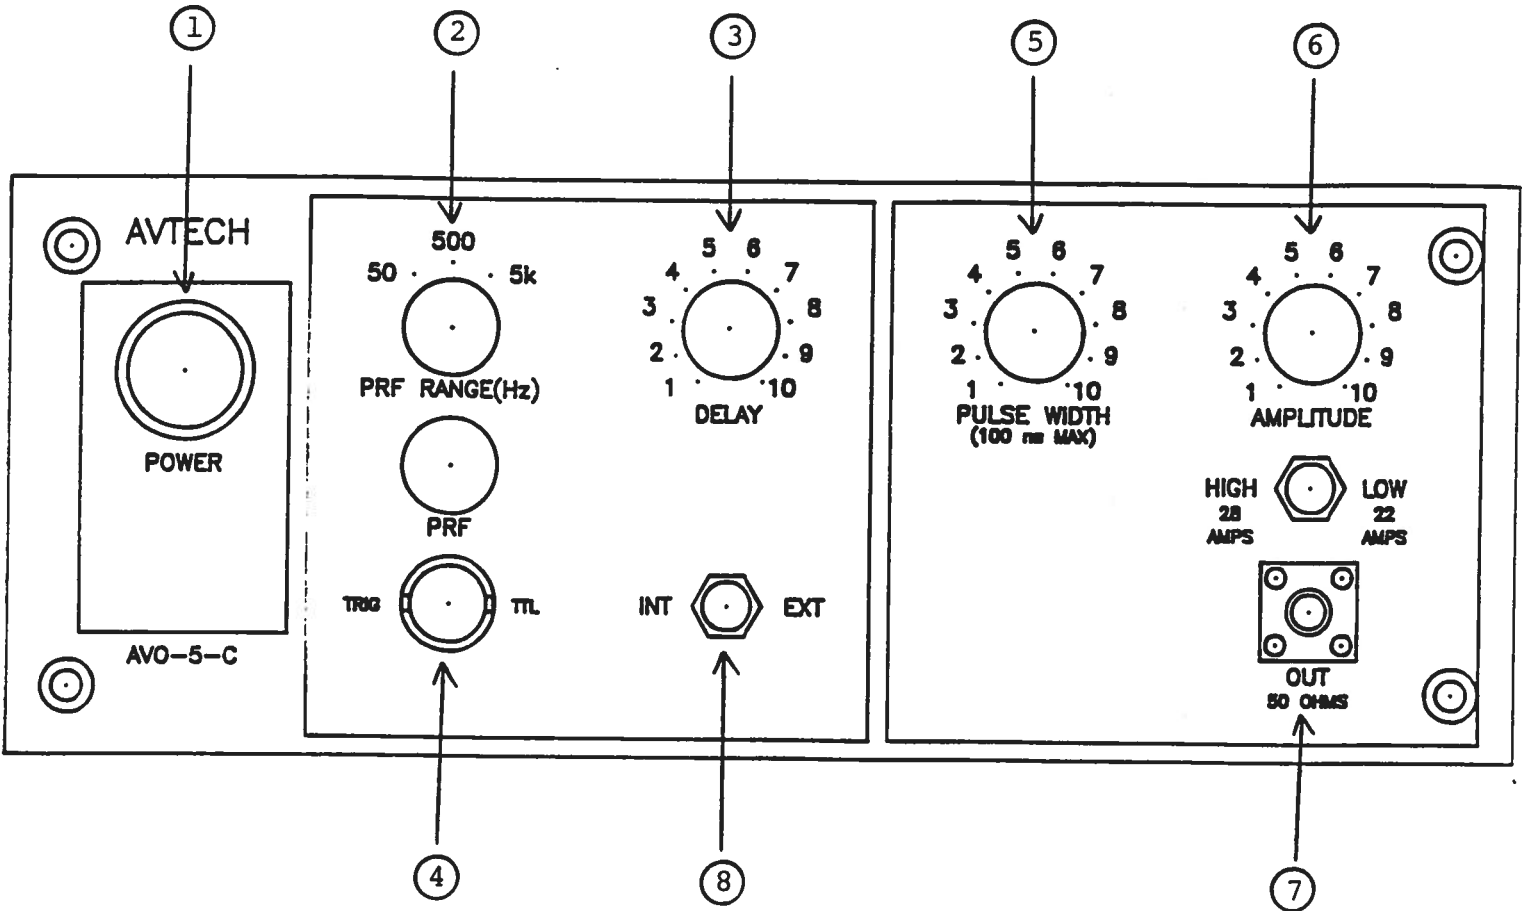 1
2
3
5
6
AVTECH
POWER
AVO-5-C
50 500 5k
PRF RANGE(Hz)
PRF
TRIG TTL
1 2 3 4 5 6 7 8 9 10
DELAY
INT EXT
1 2 3 4 5 6 7 8 9 10
PULSE WIDTH
(100 ns MAX)
1 2 3 4 5 6 7 8 9 10
AMPLITUDE
HIGH
28
AMPS
LOW
22
AMPS
OUT
50 OHMS
4
8
7